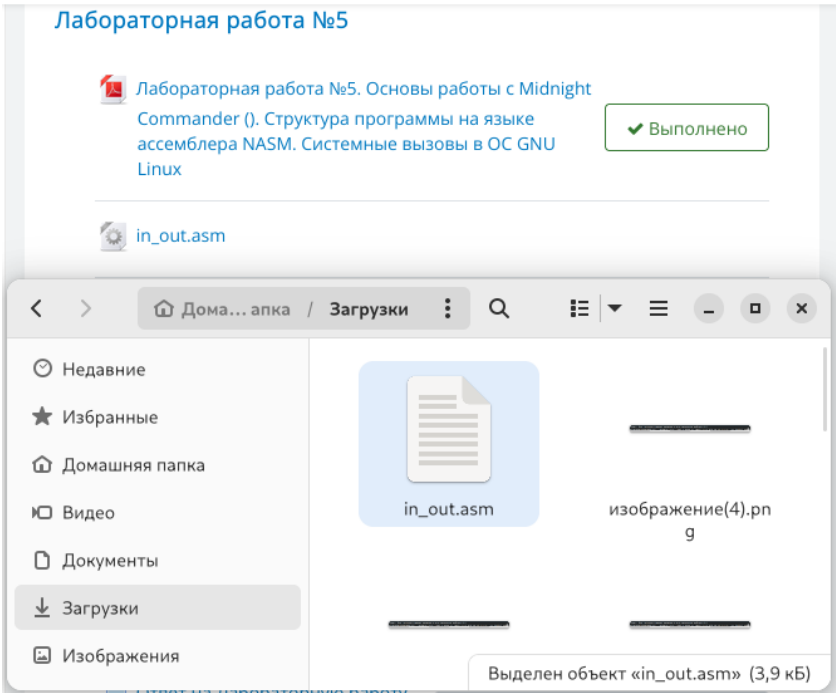 Лабораторная работа №5
Лабораторная работа №5. Основы работы с Midnight
Commander (). Структура программы на языке
ассемблера NASM. Системные вызовы в ОС GNU
Linux
Выполнено
in_out.asm
Дома… апка / Загрузки
Недавние
Избранные
Домашняя папка
Видео
Документы
Загрузки
Изображения
in_out.asm
изображение(4).pn
g
Выделен объект «in_out.asm» (3,9 кБ)